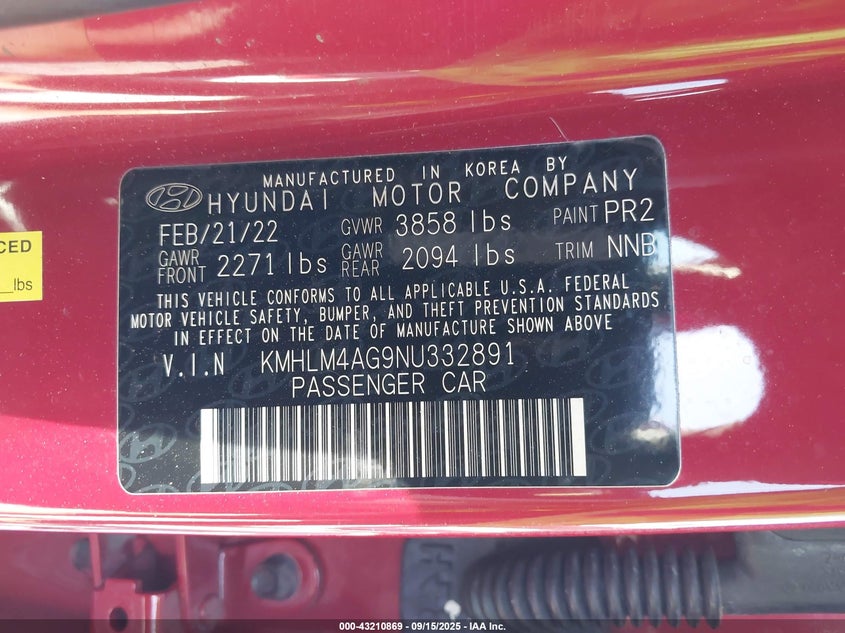 MANUFACTURED IN KOREA BY
HYUNDAI MOTOR COMPANY
FEB/21/22 GVWR 3858 lbs PAINT PR2
GAWR FRONT 2271 lbs GAWR REAR 2094 lbs TRIM NNB
THIS VEHICLE CONFORMS TO ALL APPLICABLE U.S.A. FEDERAL
MOTOR VEHICLE SAFETY, BUMPER, AND THEFT PREVENTION STANDARDS
IN EFFECT ON THE DATE OF MANUFACTURE SHOWN ABOVE
V.I.N KMHLM4AG9NU332891
PASSENGER CAR
CED
__lbs
000-43210869 - 09/15/2025 - IAA Inc.